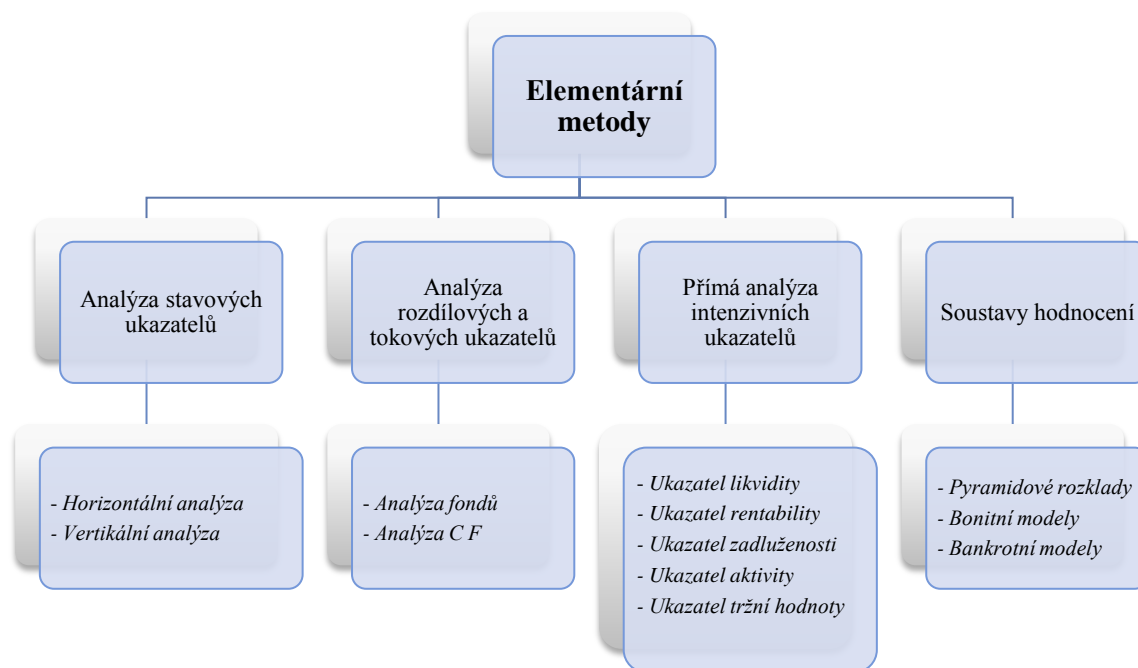 Elementární
metody
Analýza stavových
ukazatelů
Analýza
rozdílových a
tokových ukazatelů
Přímá analýza
intenzivních
ukazatelů
Soustavy hodnocení
- Horizontální analýza
- Vertikální analýza
- Analýza fondů
- Analýza C F
- Ukazatel likvidity
- Ukazatel rentability
- Ukazatel zadluženosti
- Ukazatel aktivity
- Ukazatel tržní hodnoty
- Pyramidové rozklady
- Bonitní modely
- Bankrotní modely